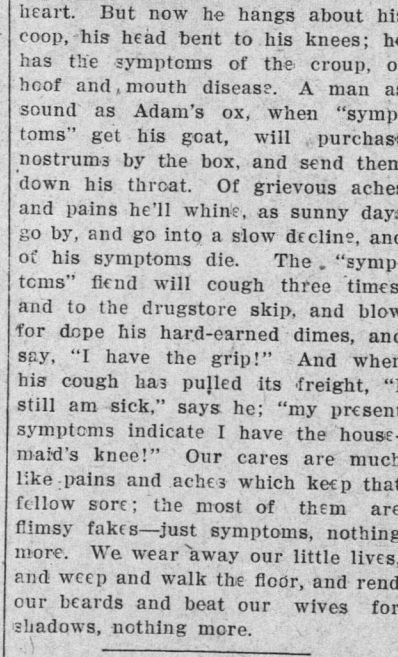 heart. But now he hangs about his
coop, his head bent to his knees; he
has the symptoms of the croup, o
hoof and mouth disease. A man as
sound as Adam's ox, when "symp-
toms" get his goat, will purchase
nostrums by the box, and send them
down his throat. Of grievous aches
and pains he'll whine, as sunny days
go by, and go into a slow decline, and
of his symptoms die. The "symp-
toms" fiend will cough three times
and to the drugstore skip, and blow
for dope his hard-earned dimes, and
say, "I have the grip!" And when
his cough has pulled its freight, "I
still am sick," says he; "my present
symptoms indicate I have the house-
maid's knee!" Our cares are much
like pains and aches which keep that
fellow sore; the most of them are
flimsy fakes—just symptoms, nothing
more. We wear away our little lives,
and weep and walk the floor, and rend
our beards and beat our wives for
shadows, nothing more.